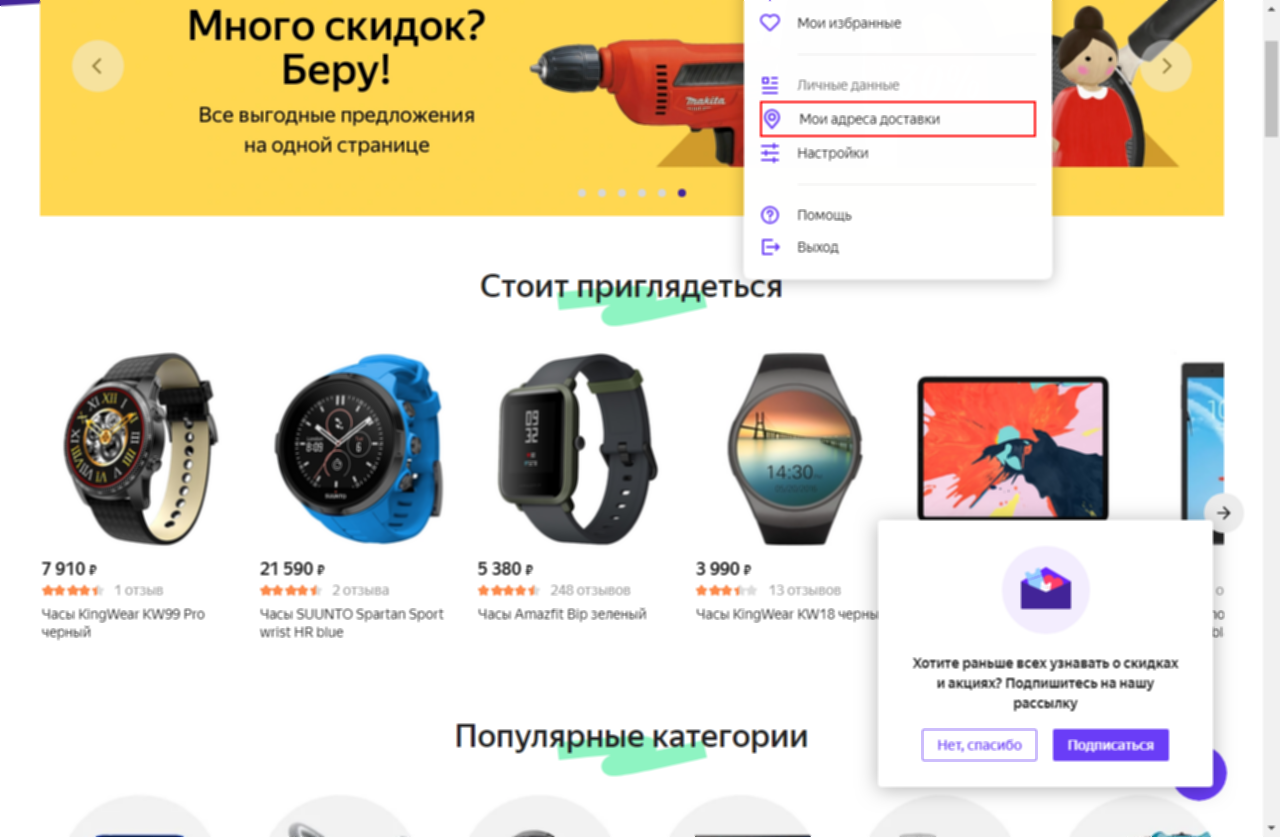 Много скидок?
Беру!
Все выгодные предложения
на одной странице
makita
Мои избранные
Личные данные
Мои адреса доставки
Настройки
Помощь
Выход
Стоит приглядеться
14:30
7 910 ₽
21 590 ₽
5 380 ₽
3 990 ₽
1 отзыв
2 отзыва
248 отзывов
13 отзывов
Часы KingWear KW99 Pro
черный
Часы SUUNTO Spartan Sport
wrist HR blue
Часы Amazfit Bip зеленый
Часы KingWear KW18 черны
Хотите раньше всех узнавать о скидках
и акциях? Подпишитесь на нашу
рассылку
Нет, спасибо
Подписаться
Популярные категории